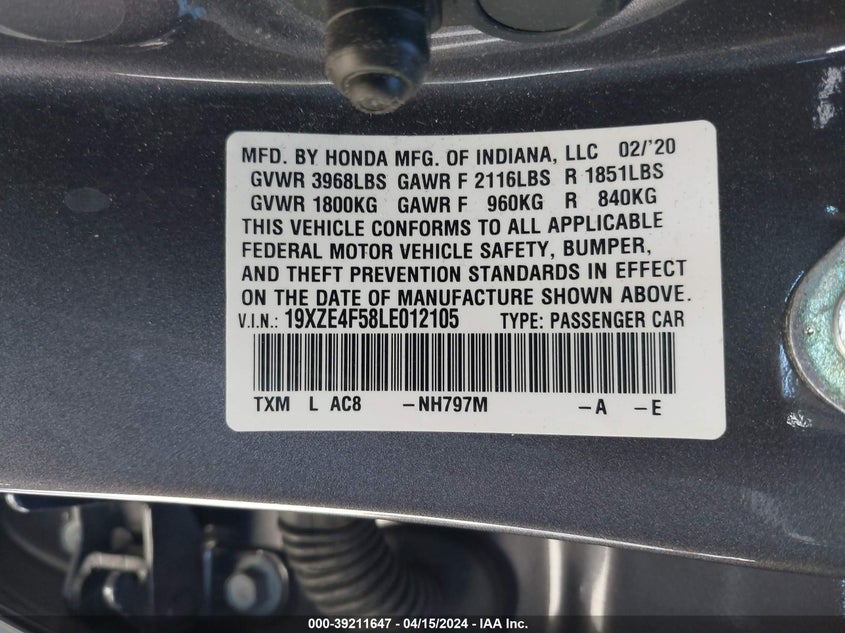 MFD. BY HONDA MFG. OF INDIANA, LLC 02/'20
GVWR 3968LBS GAWR F 2116LBS R 1851LBS
GVWR 1800KG GAWR F 960KG R 840KG
THIS VEHICLE CONFORMS TO ALL APPLICABLE
FEDERAL MOTOR VEHICLE SAFETY, BUMPER,
AND THEFT PREVENTION STANDARDS IN EFFECT
ON THE DATE OF MANUFACTURE SHOWN ABOVE.
V.I.N.: 19XZE4F58LE012105 TYPE: PASSENGER CAR
TXM L AC8 -NH797M -A -E
000-39211647 - 04/15/2024 - IAA Inc.